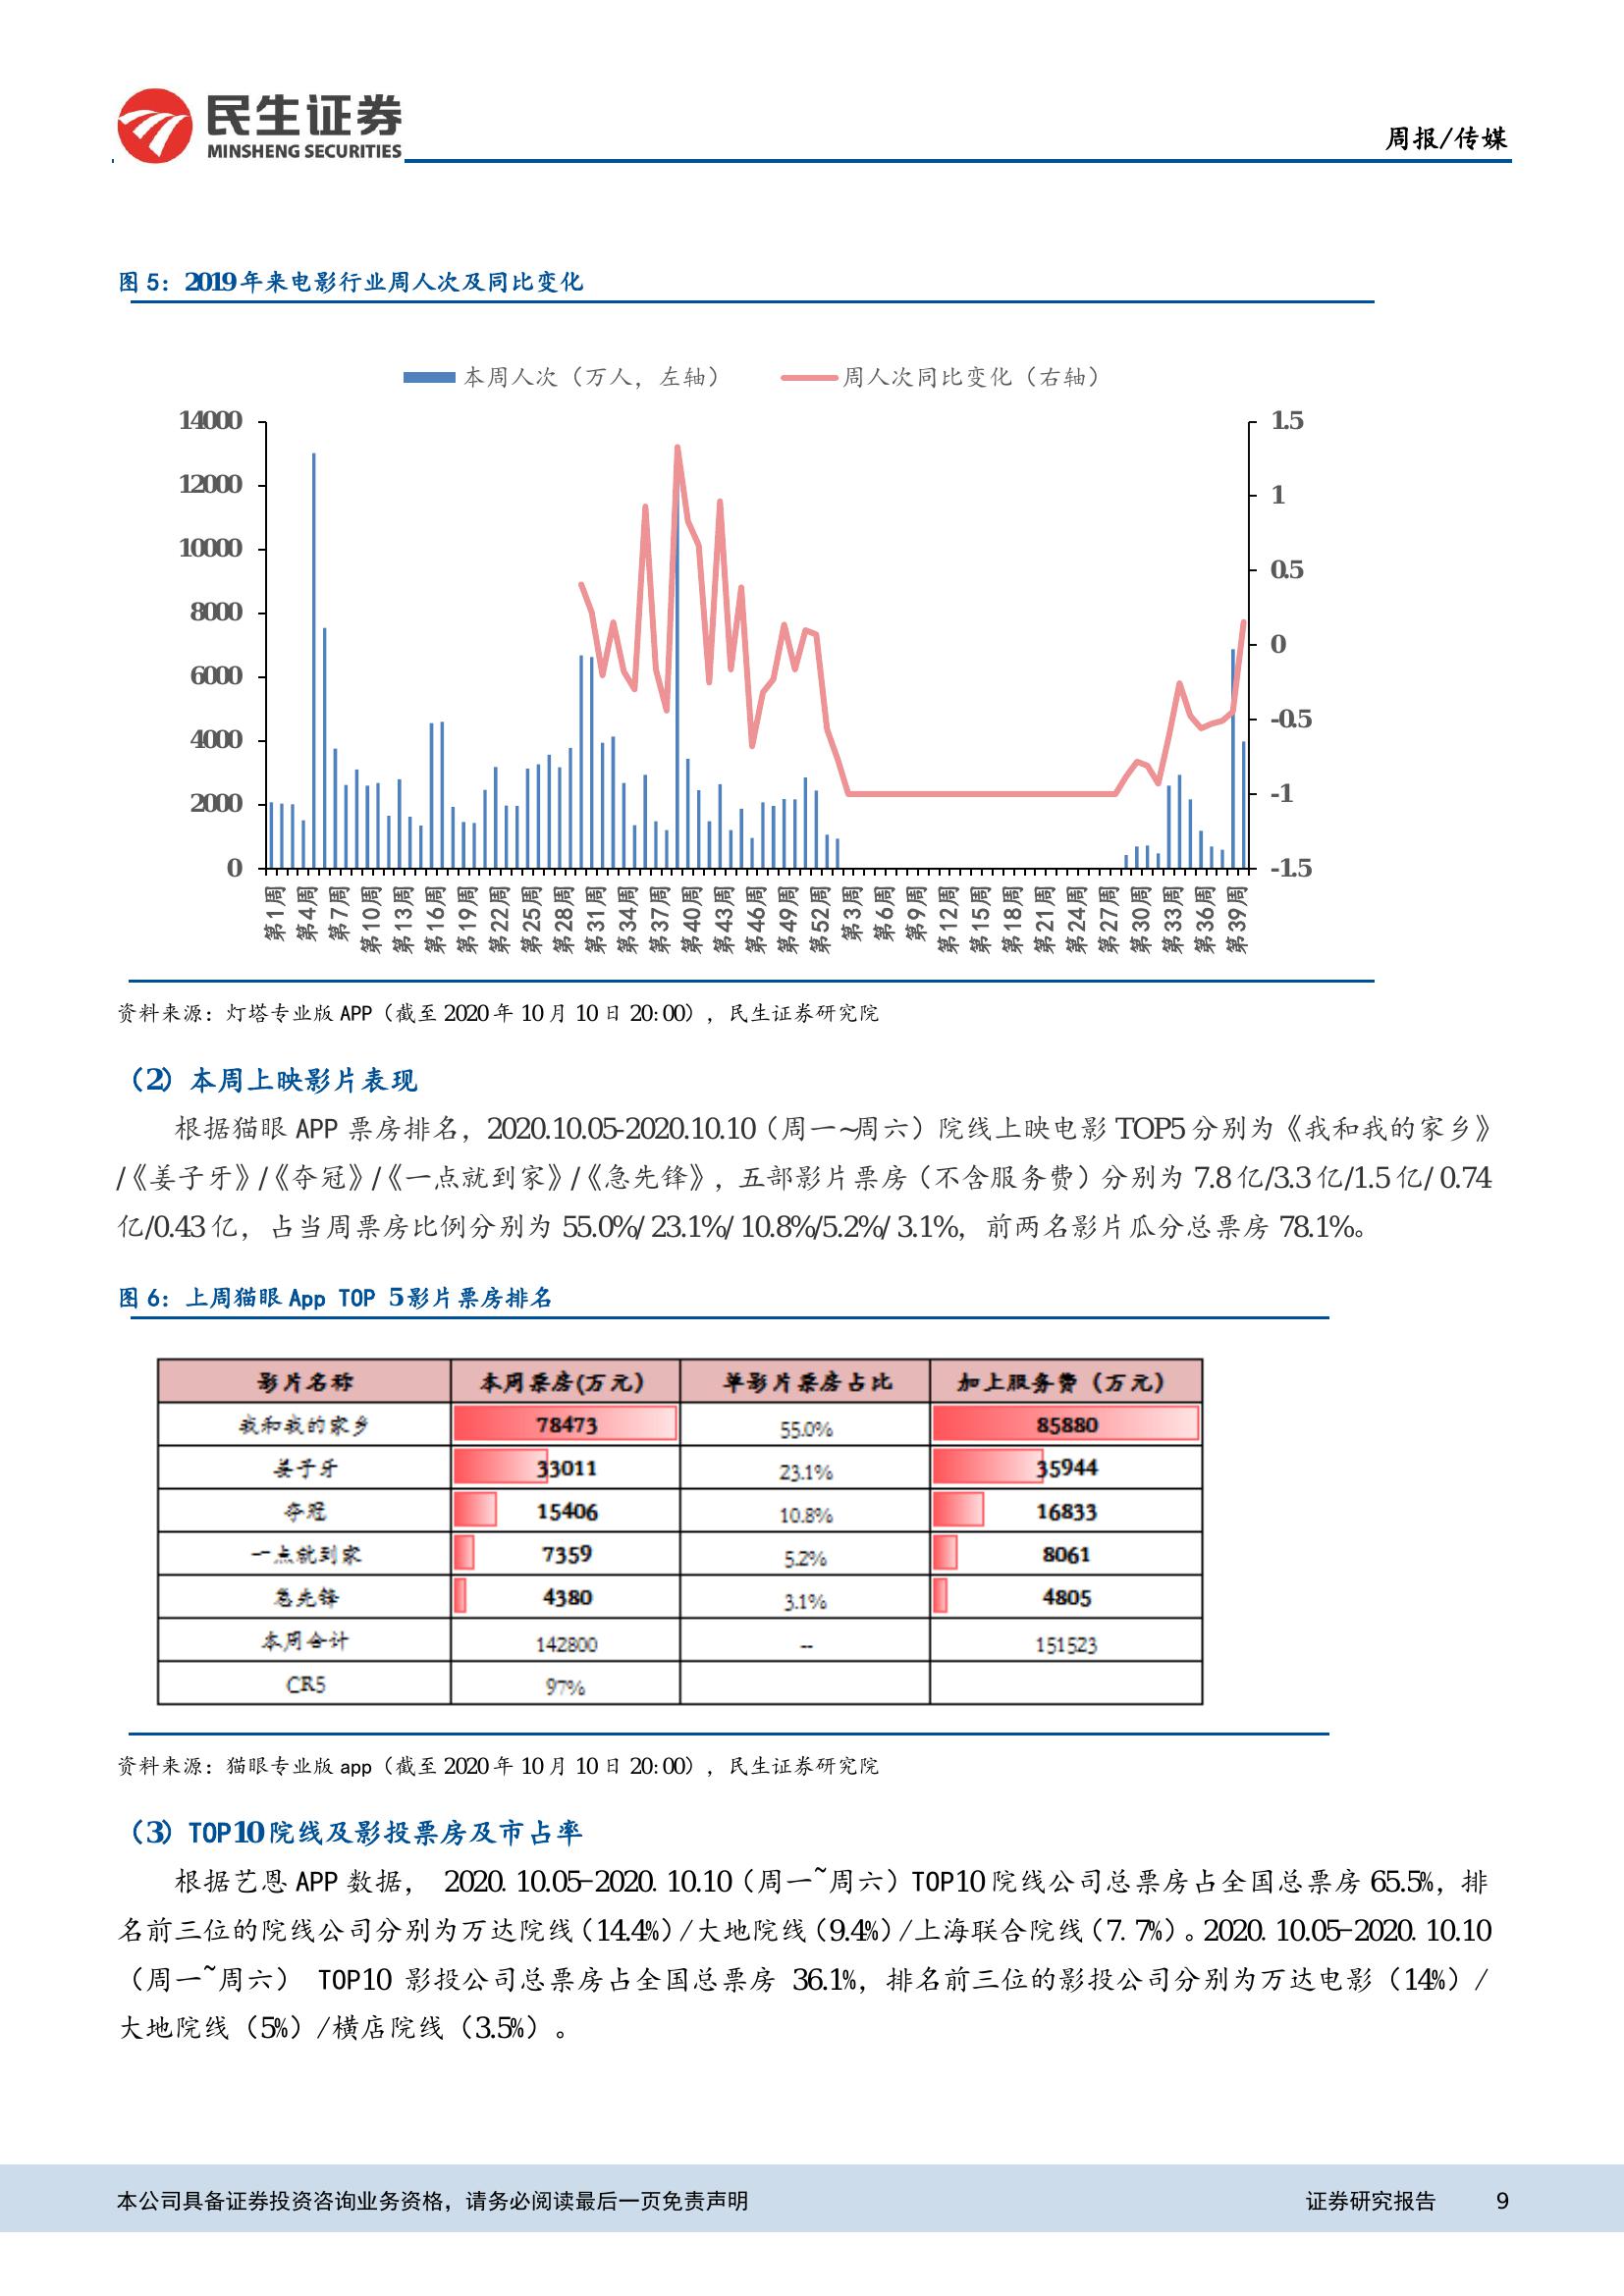 民生证券
MINSHENG SECURITIES
周报/传媒
图 5：2019 年来电影行业周人次及同比变化
本周人次（万人，左轴） 周人次同比变化（右轴）
14000 1.5
12000 1
10000 0.5
8000 0
6000 -0.5
4000 -1
2000 -1.5
0
第1周 第4周 第7周 第10周 第13周 第16周 第19周 第22周 第25周 第28周 第31周 第34周 第37周 第40周 第43周 第46周 第49周 第52周 第3周 第6周 第9周 第12周 第15周 第18周 第21周 第24周 第27周 第30周 第33周 第36周 第39周
资料来源：灯塔专业版 APP（截至 2020 年 10 月 10 日 20:00），民生证券研究院
（2）本周上映影片表现
根据猫眼 APP 票房排名，2020.10.05-2020.10.10（周一~周六）院线上映电影 TOP5 分别为《我和我的家乡》
/《姜子牙》/《夺冠》/《一点就到家》/《急先锋》，五部影片票房（不含服务费）分别为 7.8 亿/3.3 亿/1.5 亿/ 0.74
亿/0.43 亿，占当周票房比例分别为 55.0%/ 23.1%/ 10.8%/5.2%/ 3.1%，前两名影片瓜分总票房 78.1%。
图 6：上周猫眼 App TOP 5 影片票房排名
影片名称 本周票房(万元) 单影片票房占比 加上服务费（万元）
我和我的家乡 78473 55.0% 85880
姜子牙 33011 23.1% 35944
夺冠 15406 10.8% 16833
一点就到家 7359 5.2% 8061
急先锋 4380 3.1% 4805
本周合计 142800 -- 151523
CR5 97%
资料来源：猫眼专业版 app（截至 2020 年 10 月 10 日 20:00），民生证券研究院
（3）TOP10 院线及影投票房及市占率
根据艺恩 APP 数据， 2020. 10.05-2020. 10.10（周一~周六）TOP10 院线公司总票房占全国总票房 65.5%，排
名前三位的院线公司分别为万达院线（14.4%）/大地院线（9.4%）/上海联合院线（7. 7%）。2020. 10.05-2020. 10.10
（周一~周六） TOP10 影投公司总票房占全国总票房 36.1%，排名前三位的影投公司分别为万达电影（14%）/
大地院线（5%）/横店院线（3.5%）。
本公司具备证券投资咨询业务资格，请务必阅读最后一页免责声明 证券研究报告 9